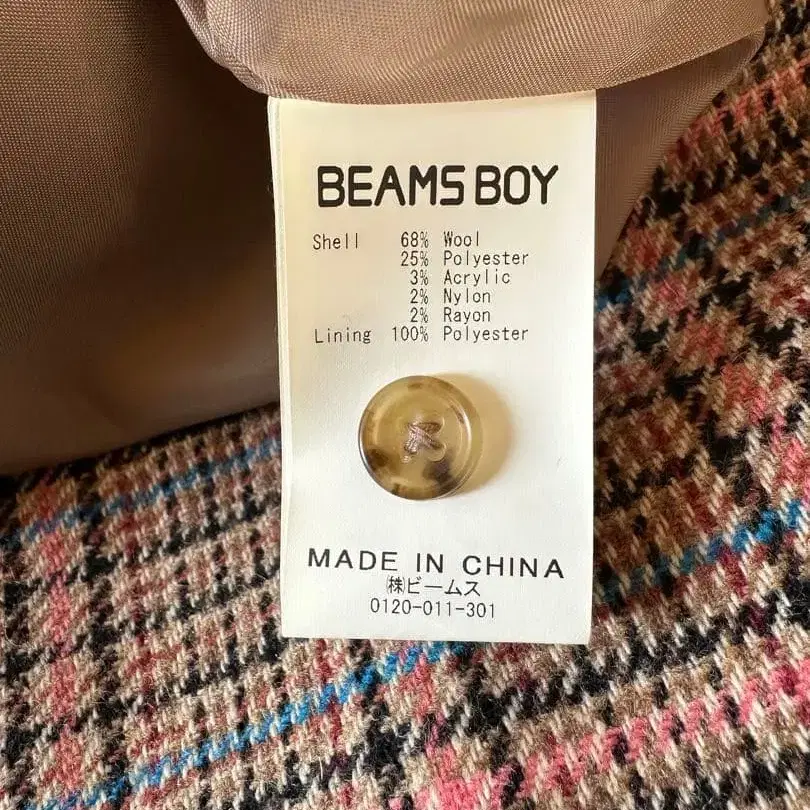 BEAMS BOY
Shell 68% Wool
25% Polyester
3% Acrylic
2% Nylon
2% Rayon
Lining 100% Polyester
MADE IN CHINA
㈱ビームス
0120-011-301